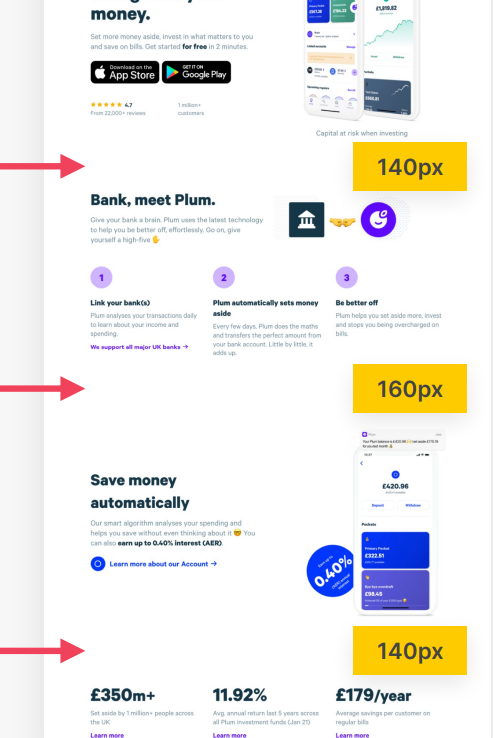 money.
Set more money aside, invest in what matters to you
and save on bills. Get started for free in 2 minutes.
Download on the
App Store
GET IT ON
Google Play
★★★★★ 4.7
From 22,000+ reviews
1 million+
customers
£1,819.82
Capital at risk when investing
140px
Bank, meet Plum.
Give your bank a brain. Plum uses the latest technology
to help you be better off, effortlessly. Go on, give
yourself a high-five 🖐
1
2
3
Link your bank(s)
Plum analyses your transactions daily
to learn about your income and
spending.
We support all major UK banks →
Plum automatically sets money
aside
Every few days, Plum does the maths
and transfers the perfect amount from
your bank account. Little by little, it
adds up.
Be better off
Plum helps you set aside more, invest
and stops you being overcharged on
bills.
160px
Save money
automatically
Our smart algorithm analyses your spending and
helps you save without even thinking about it 🤓 You
can also earn up to 0.40% interest (AER)
Learn more about our Account →
£420.96
Deposit
Withdraw
Pockets
Primary Pocket
£322.51
£98.45
0.40%
140px
£350m+
Set aside by 1 million+ people across
the UK
Learn more
11.92%
Avg. annual return last 5 years across
all Plum investment funds (Jan 21)
Learn more
£179/year
Average savings per customer on
regular bills
Learn more